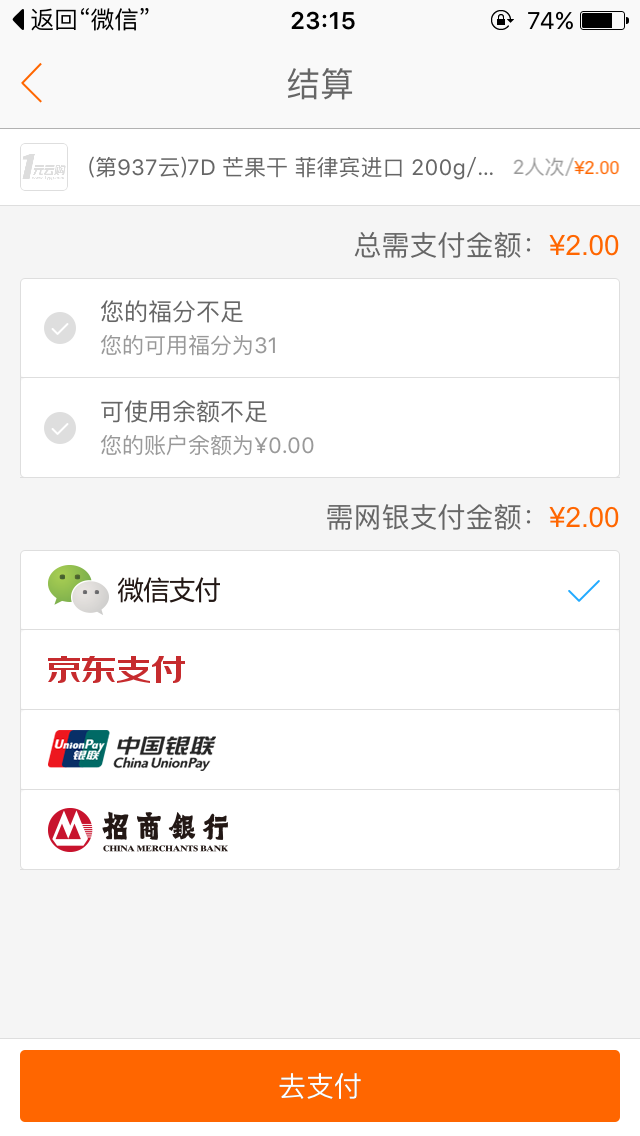 返回“微信”
23:15
74%
结算
1元云购
(第937云)7D 芒果干 菲律宾进口 200g/...
2人次/¥2.00
总需支付金额：¥2.00
您的福分不足
您的可用福分为31
可使用余额不足
您的账户余额为¥0.00
需网银支付金额：¥2.00
微信支付
京东支付
UnionPay
银联
中国银联
China UnionPay
招商銀行
CHINA MERCHANTS BANK
去支付